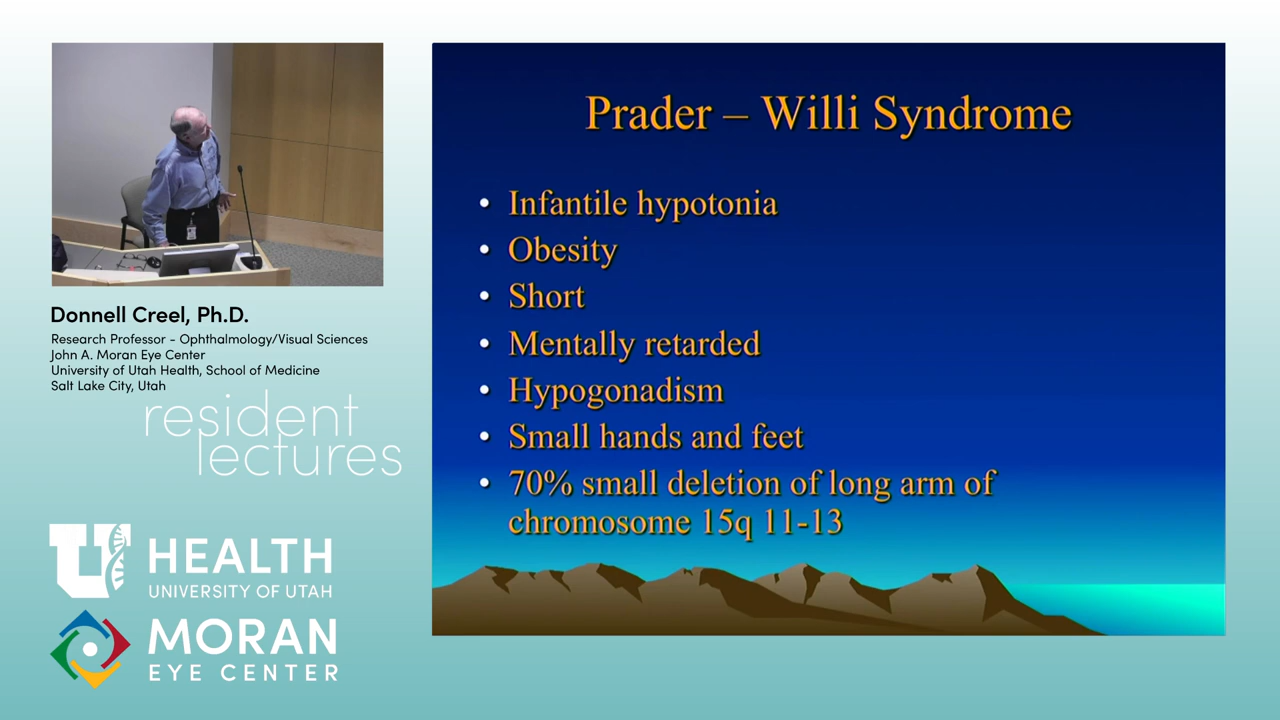 Donnell Creel, Ph.D.
Research Professor - Ophthalmology/Visual Sciences
John A. Moran Eye Center
University of Utah Health, School of Medicine
Salt Lake City, Utah
resident
lectures
U HEALTH
UNIVERSITY OF UTAH
MORAN
EYE CENTER
Prader – Willi Syndrome
• Infantile hypotonia
• Obesity
• Short
• Mentally retarded
• Hypogonadism
• Small hands and feet
• 70% small deletion of long arm of
chromosome 15q 11-13